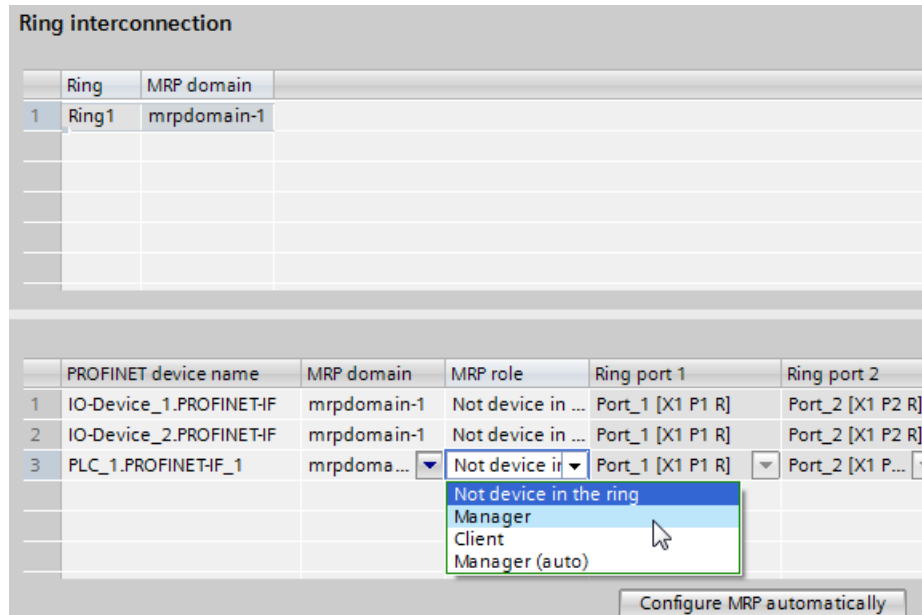 Ring interconnection
Ring MRP domain
1 Ring1 mrpdomain-1
PROFINET device name MRP domain MRP role Ring port 1 Ring port 2
1 IO-Device_1.PROFINET-IF mrpdomain-1 Not device in ... Port_1 [X1 P1 R] Port_2 [X1 P2 R]
2 IO-Device_2.PROFINET-IF mrpdomain-1 Not device in ... Port_1 [X1 P1 R] Port_2 [X1 P2 R]
3 PLC_1.PROFINET-IF_1 mrpdoma... Not device ir Port_1 [X1 P1 R] Port_2 [X1 P...
Not device in the ring
Manager
Client
Manager (auto)
Configure MRP automatically